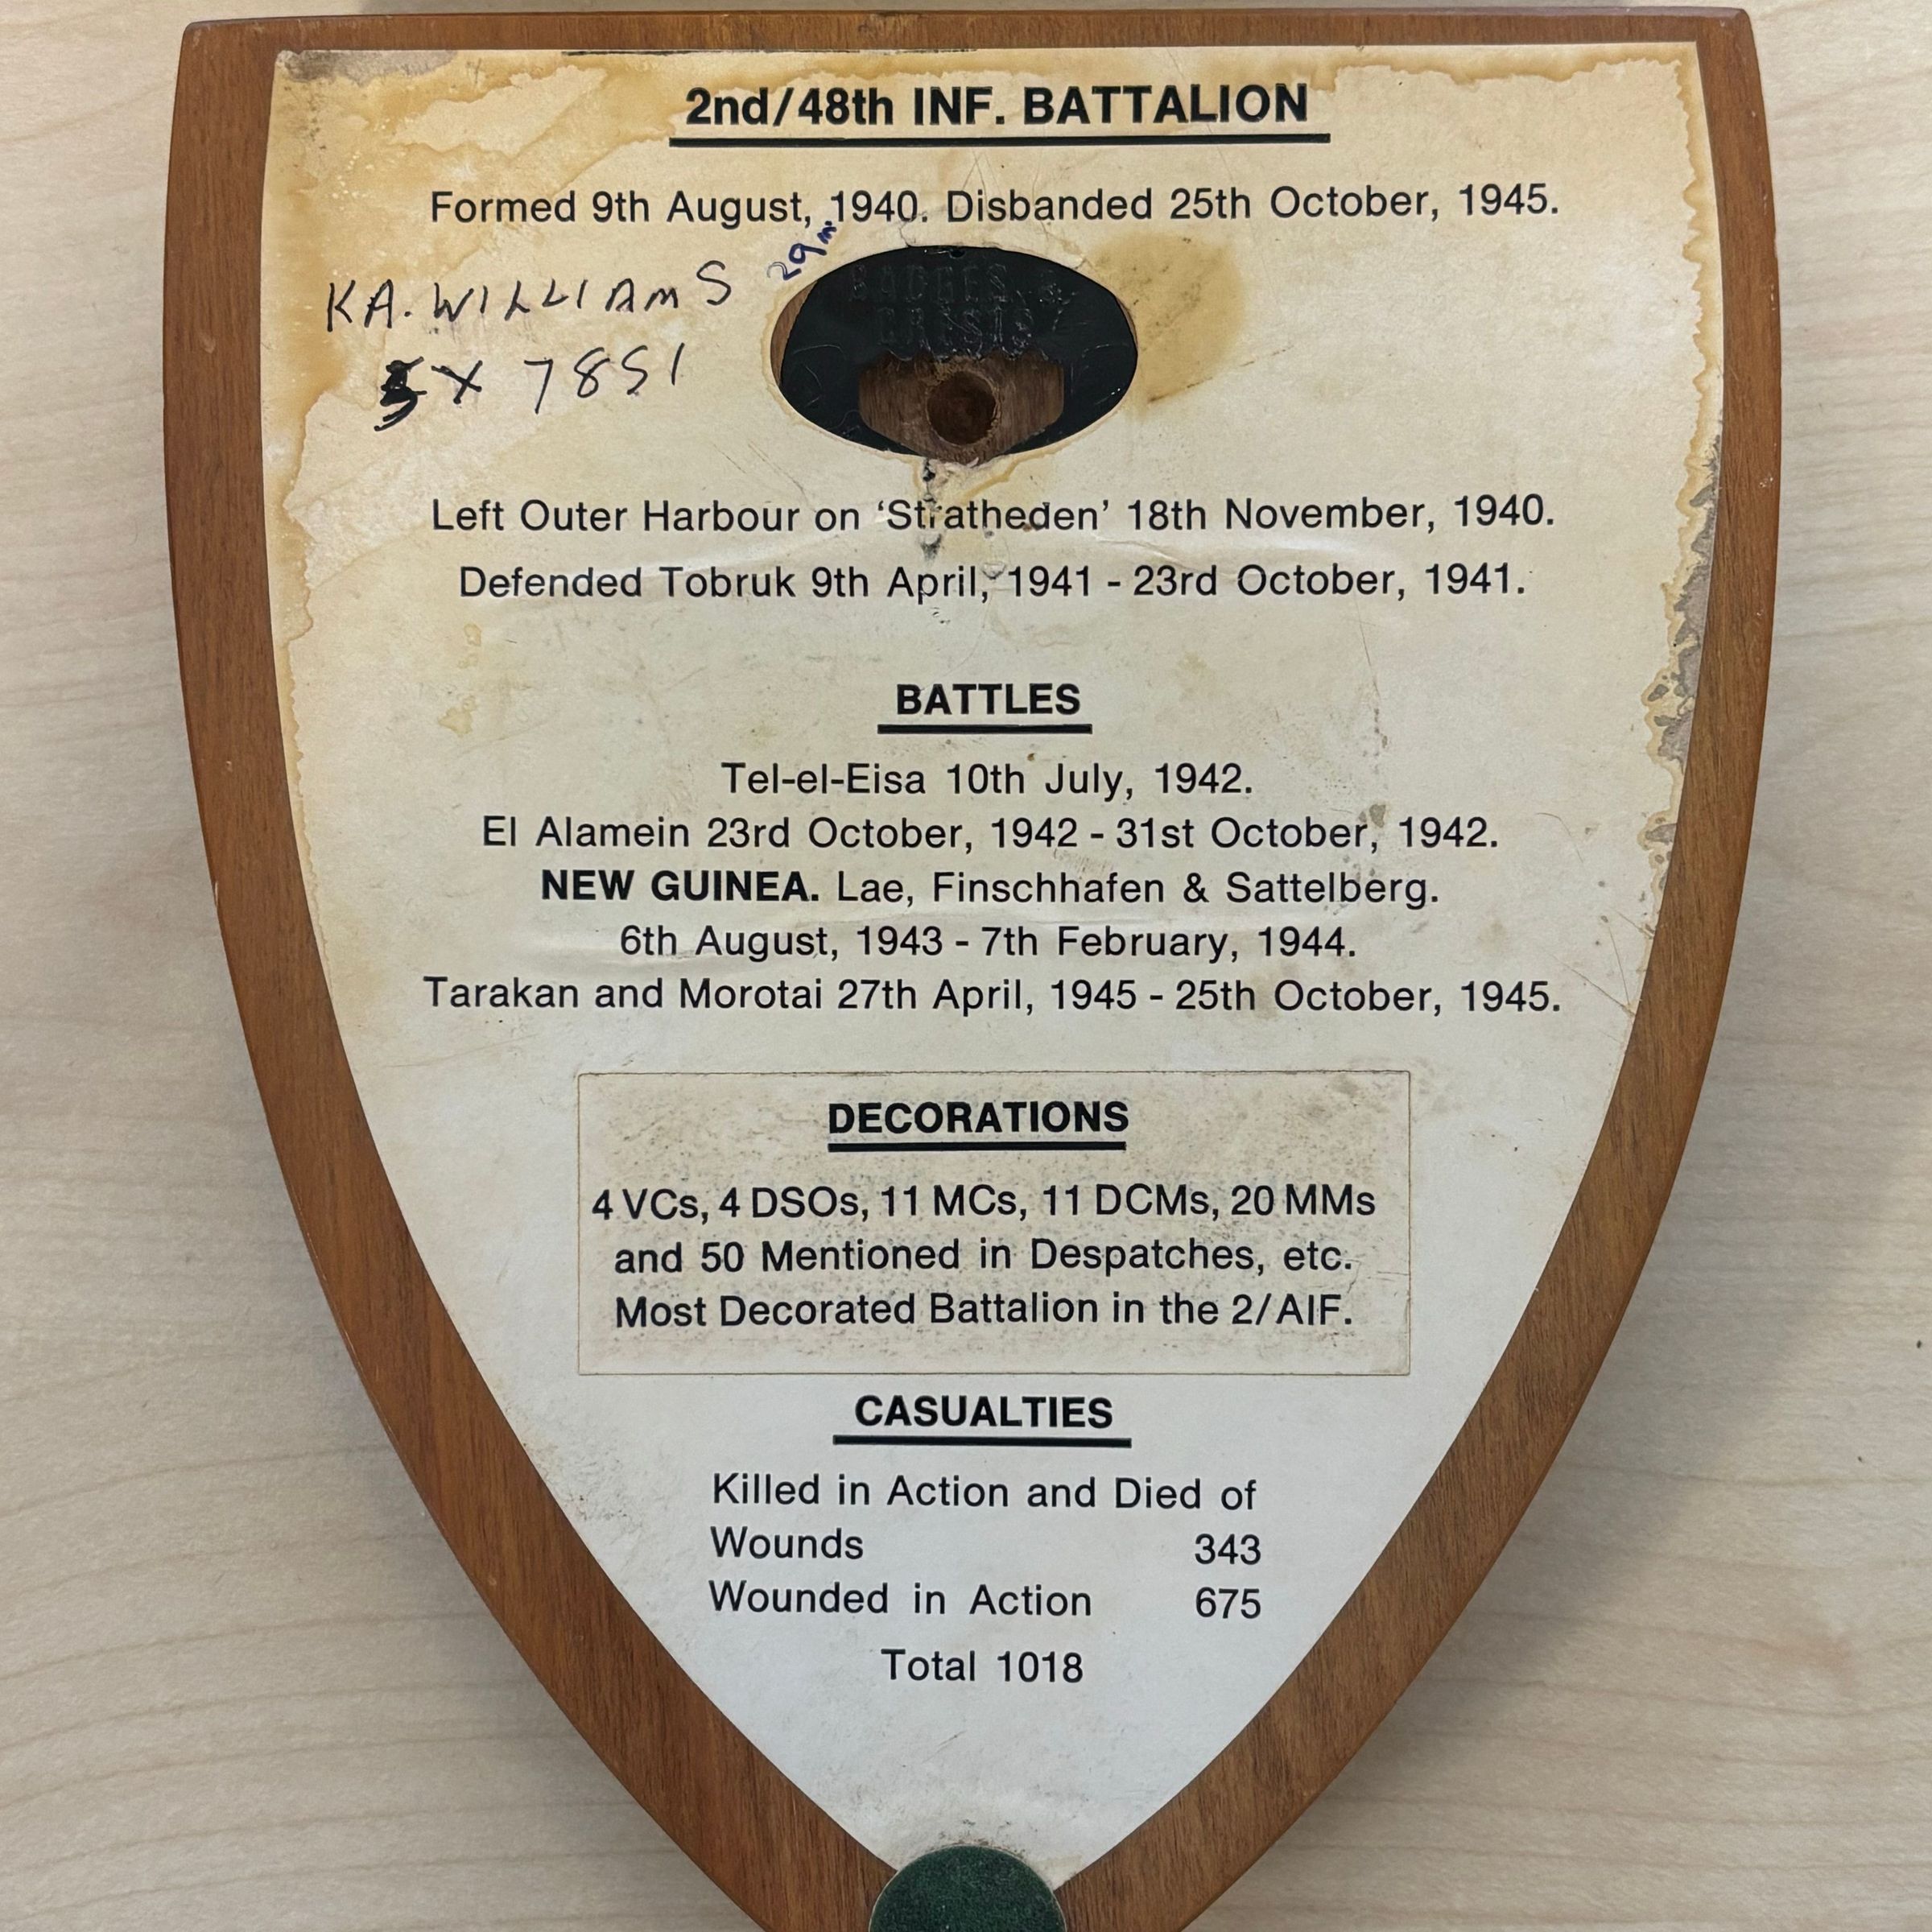 2nd/48th INF. BATTALION
Formed 9th August, 1940. Disbanded 25th October, 1945.
KA. WILLIAMS
SX 7851
BADGES &
Left Outer Harbour on ‘Stratheden’ 18th November, 1940.
Defended Tobruk 9th April, 1941 - 23rd October, 1941.
BATTLES
Tel-el-Eisa 10th July, 1942.
El Alamein 23rd October, 1942 - 31st October, 1942.
NEW GUINEA. Lae, Finschhafen & Sattelberg.
6th August, 1943 - 7th February, 1944.
Tarakan and Morotai 27th April, 1945 - 25th October, 1945.
DECORATIONS
4 VCs, 4 DSOs, 11 MCs, 11 DCMs, 20 MMs
and 50 Mentioned in Despatches, etc.
Most Decorated Battalion in the 2/AIF.
CASUALTIES
Killed in Action and Died of
Wounds 343
Wounded in Action 675
Total 1018